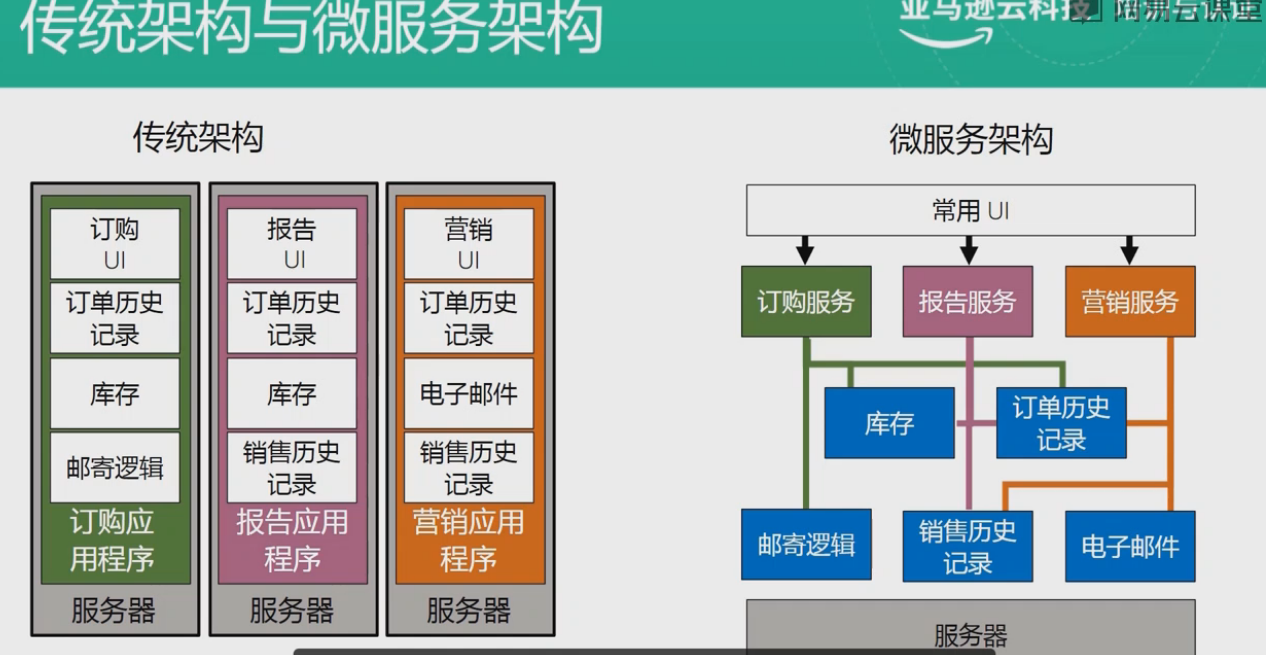 传统架构与微服务架构
亚马逊云科技
网易云课堂
传统架构
订购
UI
订单历史
记录
库存
邮寄逻辑
订购应
用程序
服务器
报告
UI
订单历史
记录
库存
销售历史
记录
报告应用
程序
服务器
营销
UI
订单历史
记录
电子邮件
销售历史
记录
营销应用
程序
服务器
微服务架构
常用 UI
订购服务
报告服务
营销服务
库存
订单历史
记录
邮寄逻辑
销售历史
记录
电子邮件
服务器